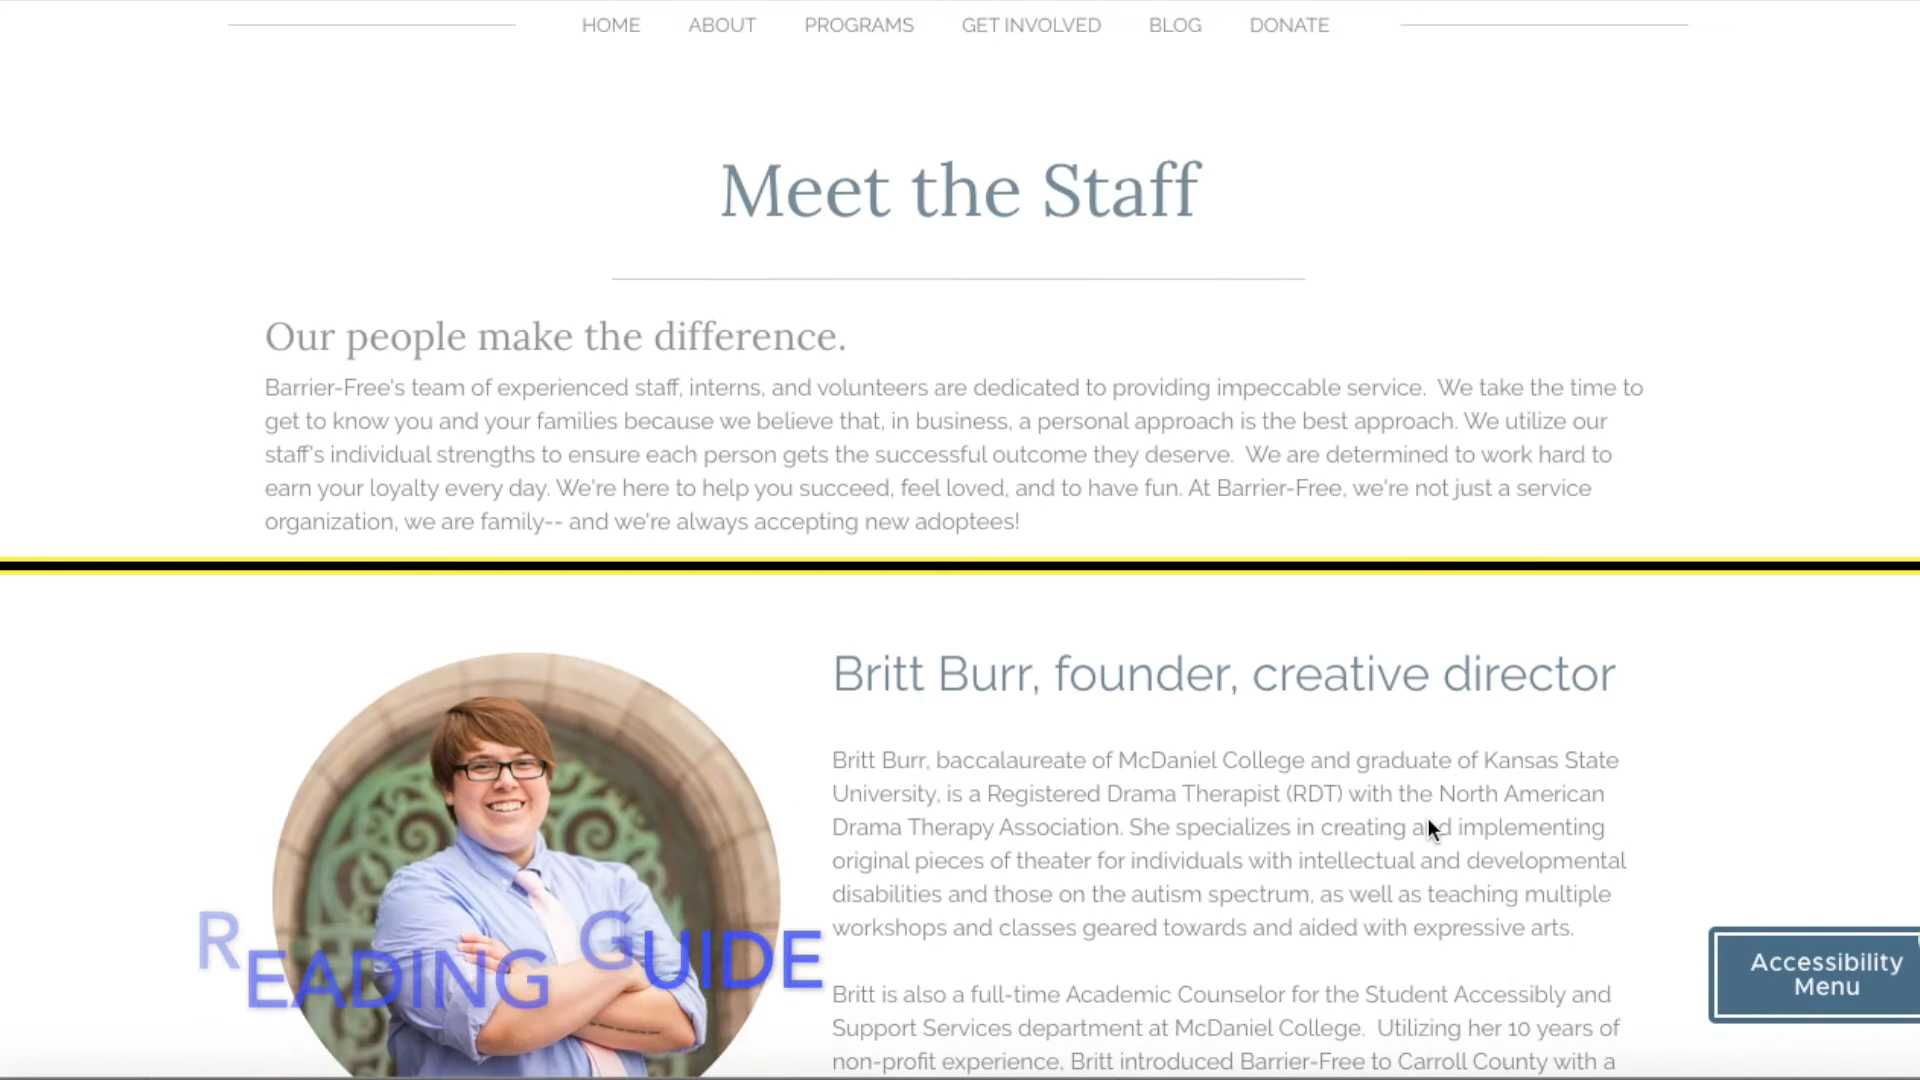 HOME ABOUT PROGRAMS GET INVOLVED BLOG DONATE
Meet the Staff
Our people make the difference.
Barrier-Free's team of experienced staff, interns, and volunteers are dedicated to providing impeccable service.  We take the time to
get to know you and your families because we believe that, in business, a personal approach is the best approach. We utilize our
staff's individual strengths to ensure each person gets the successful outcome they deserve.  We are determined to work hard to
earn your loyalty every day. We're here to help you succeed, feel loved, and to have fun. At Barrier-Free, we're not just a service
organization, we are family-- and we're always accepting new adoptees!
Britt Burr, founder, creative director
Britt Burr, baccalaureate of McDaniel College and graduate of Kansas State
University, is a Registered Drama Therapist (RDT) with the North American
Drama Therapy Association. She specializes in creating and implementing
original pieces of theater for individuals with intellectual and developmental
disabilities and those on the autism spectrum, as well as teaching multiple
workshops and classes geared towards and aided with expressive arts.
Britt is also a full-time Academic Counselor for the Student Accessibly and
Support Services department at McDaniel College.  Utilizing her 10 years of
non-profit experience, Britt introduced Barrier-Free to Carroll County with a
READING GUIDE
Accessibility
Menu